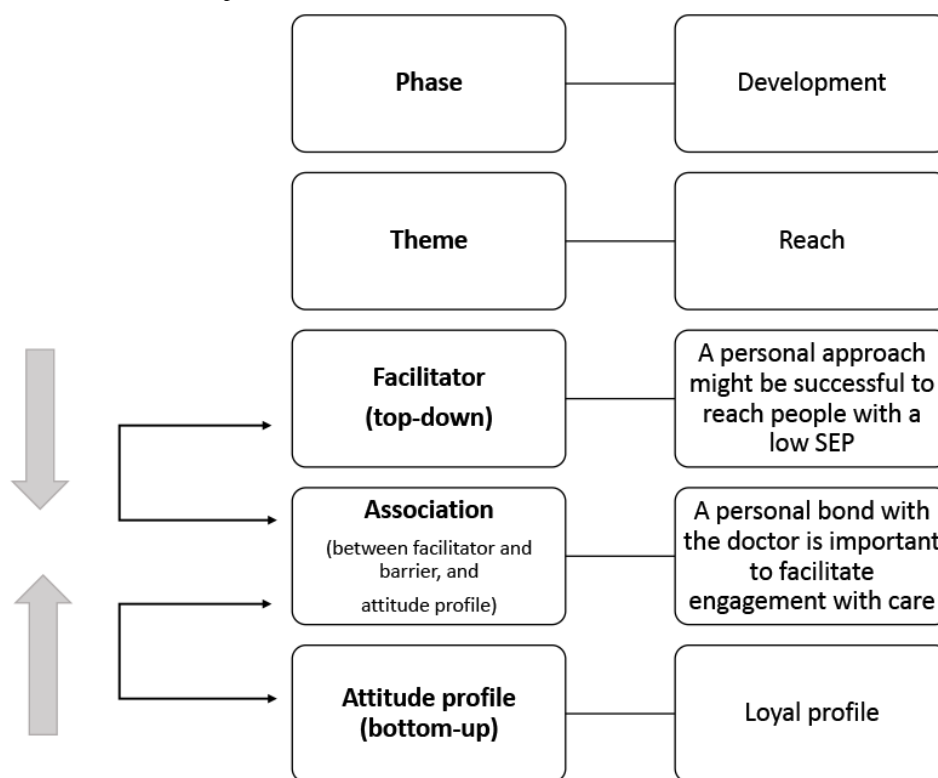 Phase
Development
Theme
Reach
Facilitator
(top-down)
A personal approach
might be successful to
reach people with a
low SEP
Association
(between facilitator and
barrier, and
attitude profile)
A personal bond with
the doctor is important
to facilitate
engagement with care
Attitude profile
(bottom-up)
Loyal profile